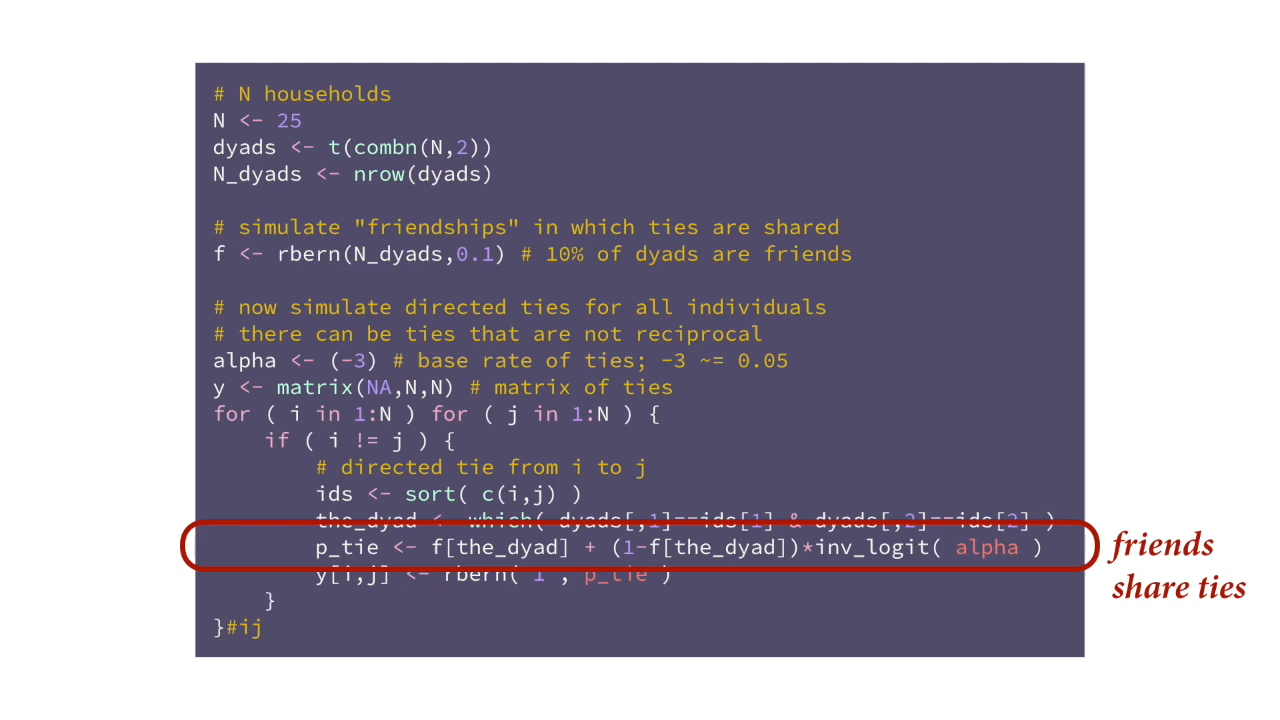 # N households
N <- 25
dyads <- t(combn(N,2))
N_dyads <- nrow(dyads)
# simulate "friendships" in which ties are shared
f <- rbern(N_dyads,0.1) # 10% of dyads are friends
# now simulate directed ties for all individuals
# there can be ties that are not reciprocal
alpha <- (-3) # base rate of ties; -3 ~= 0.05
y <- matrix(NA,N,N) # matrix of ties
for ( i in 1:N ) for ( j in 1:N ) {
if ( i != j ) {
# directed tie from i to j
ids <- sort( c(i,j) )
the_dyad <- which( dyads[,1]==ids[1] & dyads[,2]==ids[2] )
p_tie <- f[the_dyad] + (1-f[the_dyad])*inv_logit( alpha )
y[i,j] <- rbern( 1 , p_tie )
}
}#ij
friends
share ties